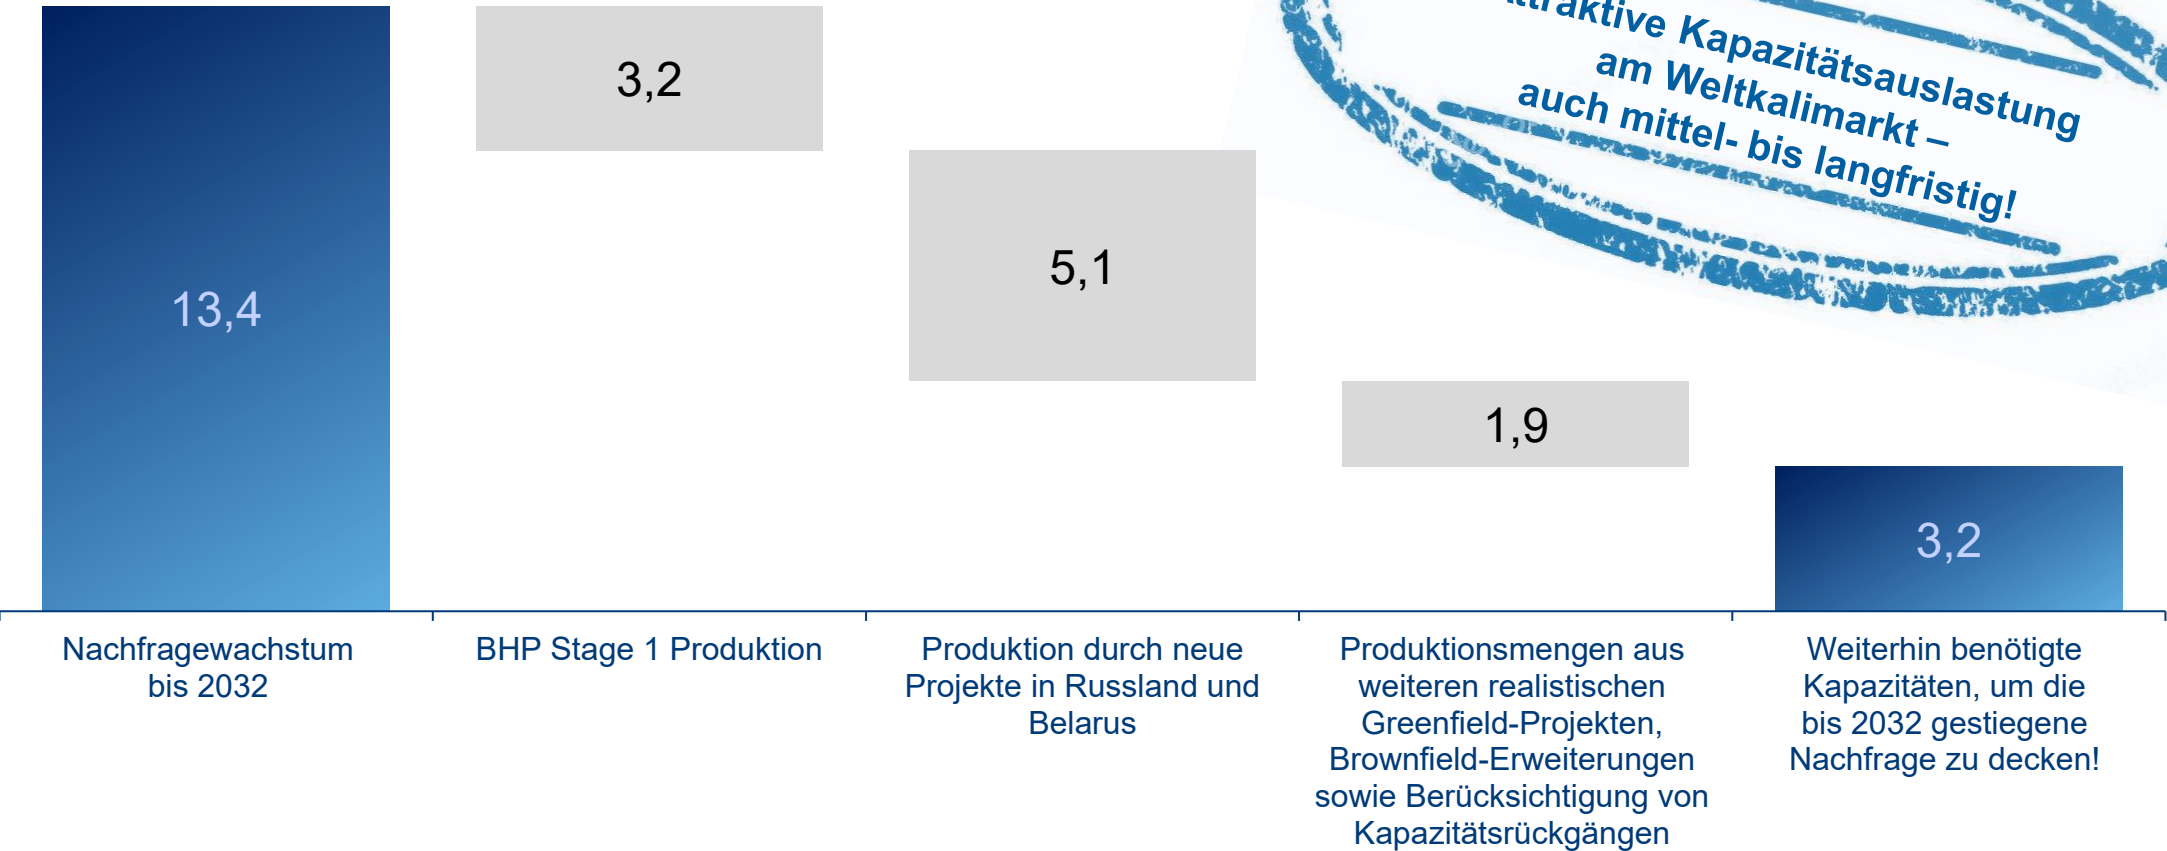 3,2
Kapazitätsauslastung
am Weltkalimarkt –
auch mittel- bis langfristig!
5,1
13,4
1,9
3,2
Nachfragewachstum
bis 2032
BHP Stage 1 Produktion
Produktion durch neue
Projekte in Russland und
Belarus
Produktionsmengen aus
weiteren realistischen
Greenfield-Projekten,
Brownfield-Erweiterungen
sowie Berücksichtigung von
Kapazitätsrückgängen
Weiterhin benötigte
Kapazitäten, um die
bis 2032 gestiegene
Nachfrage zu decken!